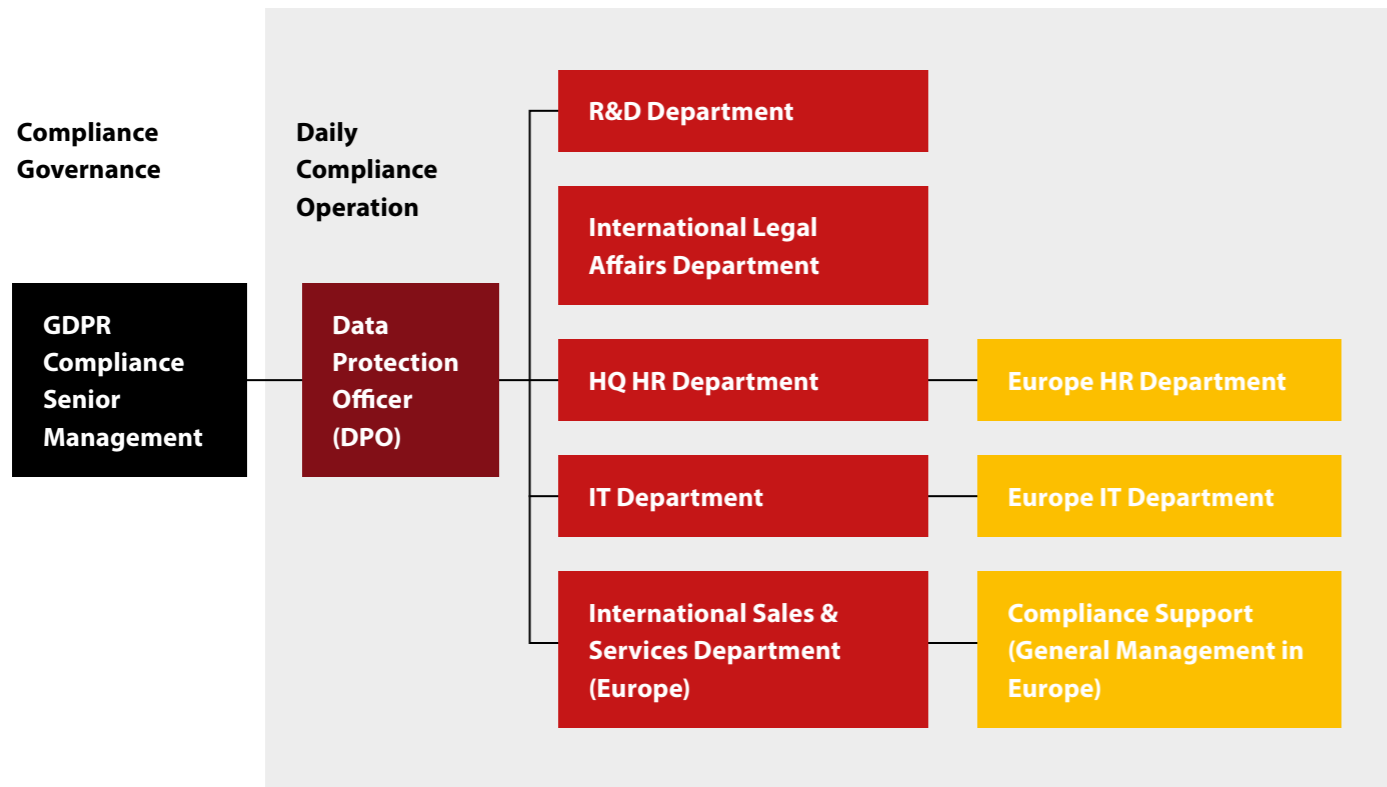 Compliance
Governance
Daily
Compliance
Operation
GDPR
Compliance
Senior
Management
Data
Protection
Officer
(DPO)
R&D Department
International Legal
Affairs Department
HQ HR Department
Europe HR Department
IT Department
Europe IT Department
International Sales &
Services Department
(Europe)
Compliance Support
(General Management in
Europe)